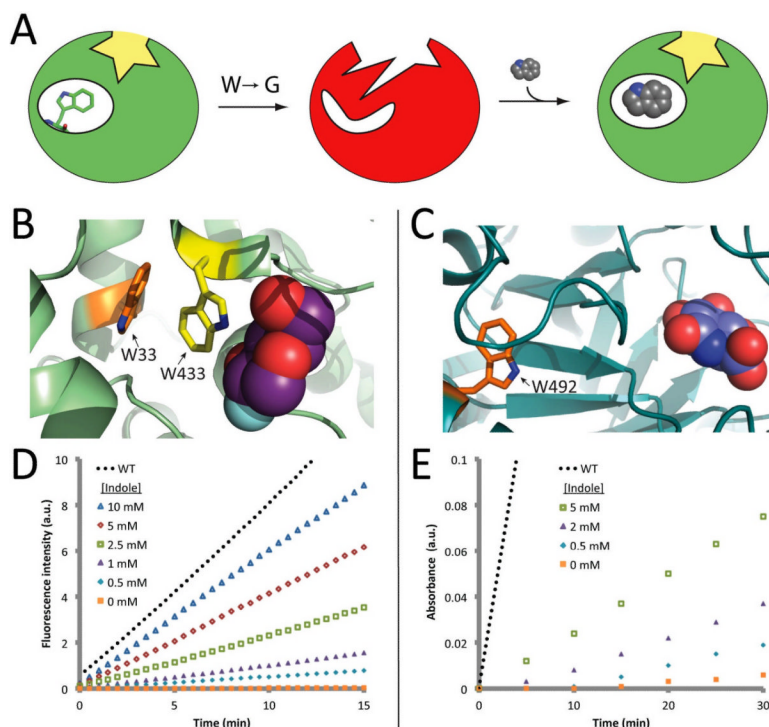 A
W→ G
B
W33
W433
C
W492
D
WT
[Indole]
10 mM
5 mM
2.5 mM
1 mM
0.5 mM
0 mM
Fluorescence intensity (a.u.)
10
8
6
4
2
0
0 5 10 15
Time (min)
E
WT
[Indole]
5 mM
2 mM
0.5 mM
0 mM
Absorbance (a.u.)
0.1
0.08
0.06
0.04
0.02
0
0 10 20 30
Time (min)